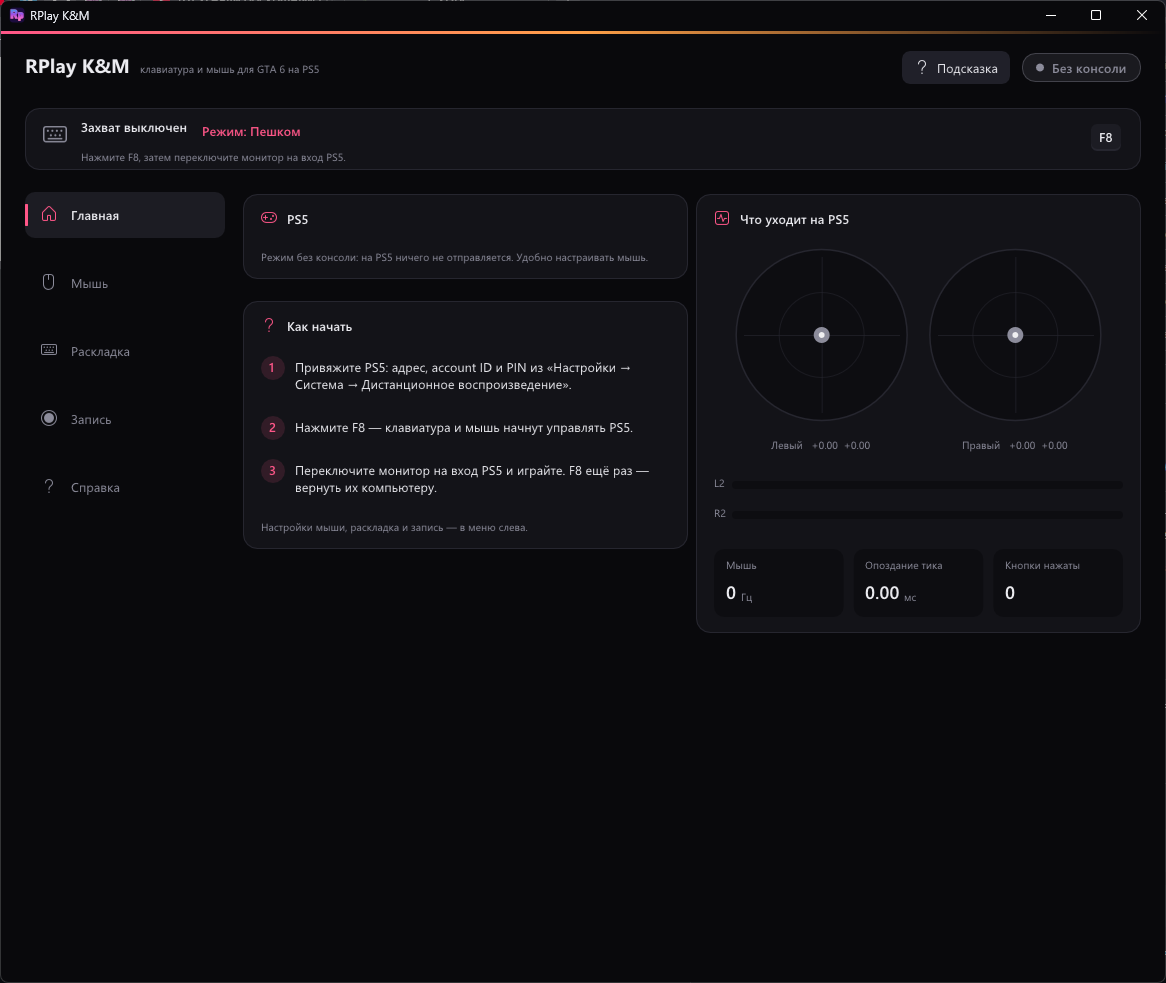 RPlay K&M
RPlay K&M клавиатура и мышь для GTA 6 на PS5
? Подсказка
Без консоли
Захват выключен Режим: Пешком
Нажмите F8, затем переключите монитор на вход PS5.
F8
Главная
Мышь
Раскладка
Запись
? Справка
PS5
Режим без консоли: на PS5 ничего не отправляется. Удобно настраивать мышь.
? Как начать
1 Привяжите PS5: адрес, account ID и PIN из «Настройки →
Система → Дистанционное воспроизведение».
2 Нажмите F8 — клавиатура и мышь начнут управлять PS5.
3 Переключите монитор на вход PS5 и играйте. F8 ещё раз —
вернуть их компьютеру.
Настройки мыши, раскладка и запись — в меню слева.
Что уходит на PS5
Левый +0.00 +0.00
Правый +0.00 +0.00
L2
R2
Мышь
0 Гц
Опоздание тика
0.00 мс
Кнопки нажаты
0